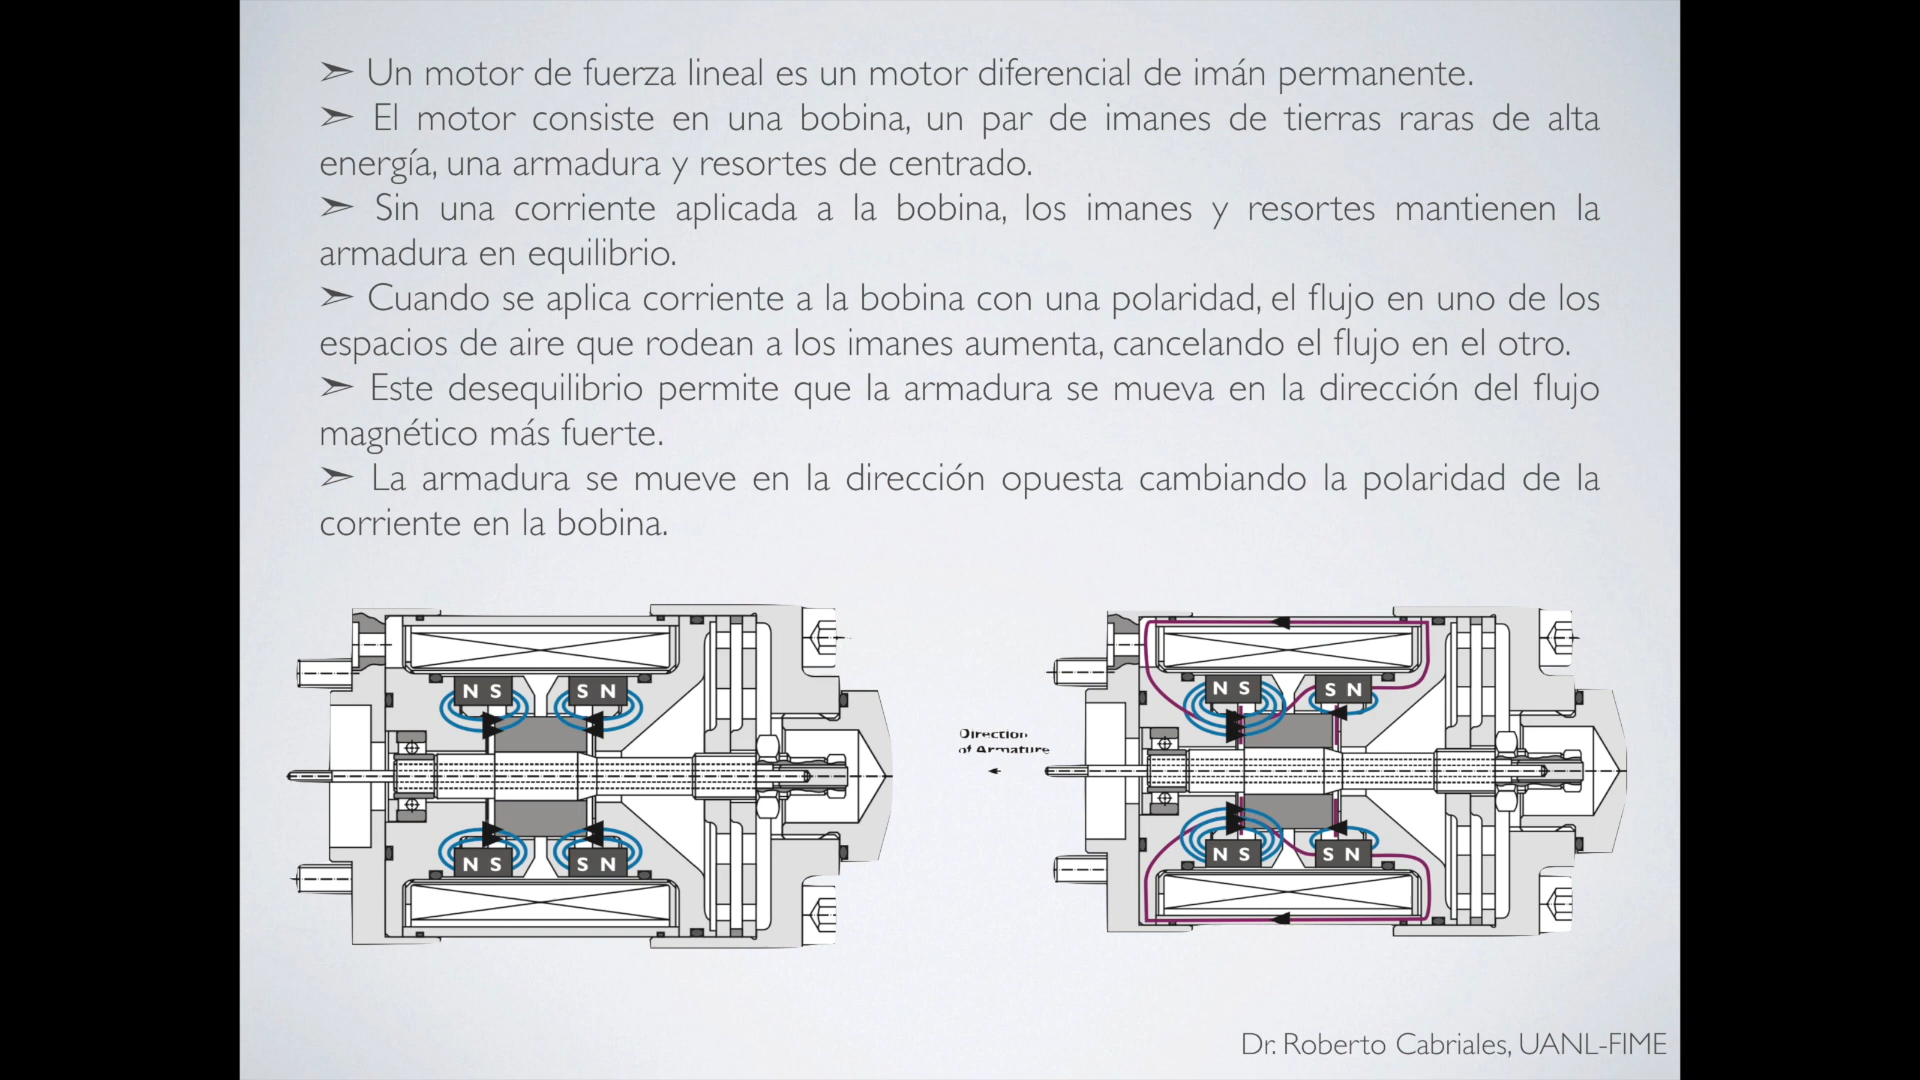 ➣ Un motor de fuerza lineal es un motor diferencial de imán permanente.
➣ El motor consiste en una bobina, un par de imanes de tierras raras de alta
energía, una armadura y resortes de centrado.
➣ Sin una corriente aplicada a la bobina, los imanes y resortes mantienen la
armadura en equilibrio.
➣ Cuando se aplica corriente a la bobina con una polaridad, el flujo en uno de los
espacios de aire que rodean a los imanes aumenta, cancelando el flujo en el otro.
➣ Este desequilibrio permite que la armadura se mueva en la dirección del flujo
magnético más fuerte.
➣ La armadura se mueve en la dirección opuesta cambiando la polaridad de la
corriente en la bobina.
N S S N
N S S N
Direction
of Armature
N S S N
N S S N
Dr. Roberto Cabriales, UANL-FIME